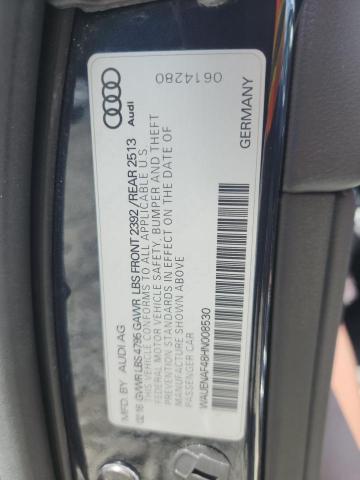 Audi
0614280
GERMANY
MFD. BY AUDI AG
02/16 GVWR LBS 4795 GAWR LBS FRONT 2392/REAR 2513
THIS VEHICLE CONFORMS TO ALL APPLICABLE U.S.
FEDERAL MOTOR VEHICLE SAFETY, BUMPER AND THEFT
PREVENTION STANDARDS IN EFFECT ON THE DATE OF
MANUFACTURE SHOWN ABOVE
PASSENGER CAR
WAUENAF48HN008530